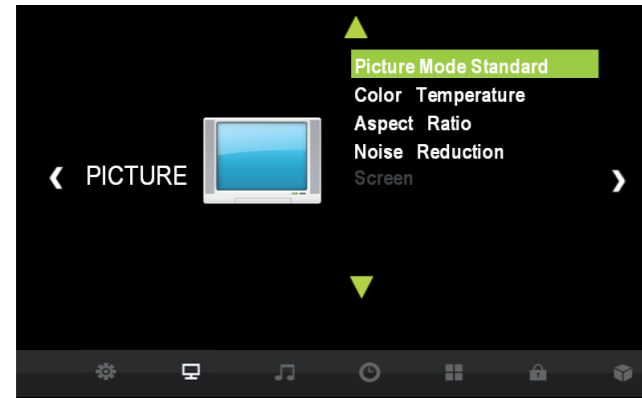 PICTURE
Picture Mode Standard
Color Temperature
Aspect Ratio
Noise Reduction
Screen